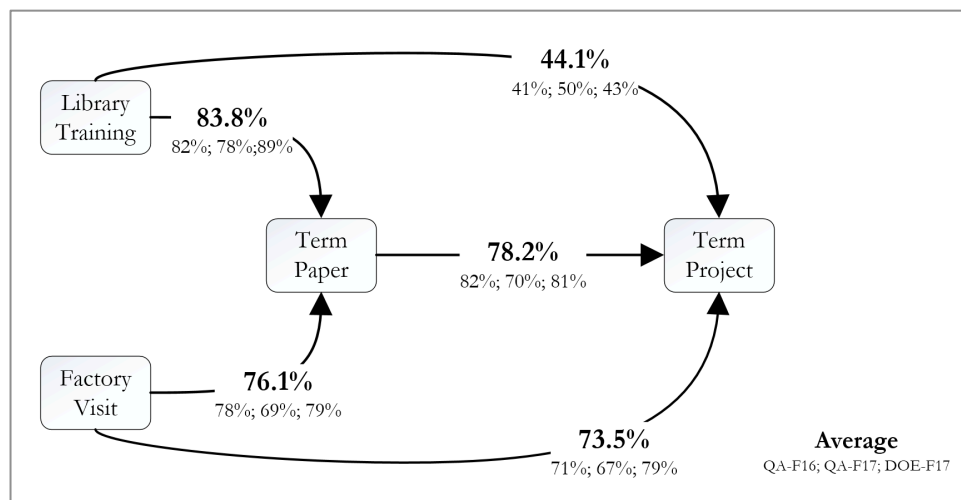 44.1%
41%; 50%; 43%
Library
Training
83.8%
82%; 78%;89%
Term
Paper
78.2%
82%; 70%; 81%
Term
Project
Factory
Visit
76.1%
78%; 69%; 79%
73.5%
71%; 67%; 79%
Average
QA-F16; QA-F17; DOE-F17